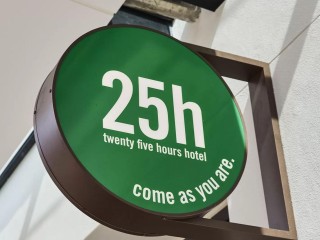 25h
twenty five hours hotel
come as you are.